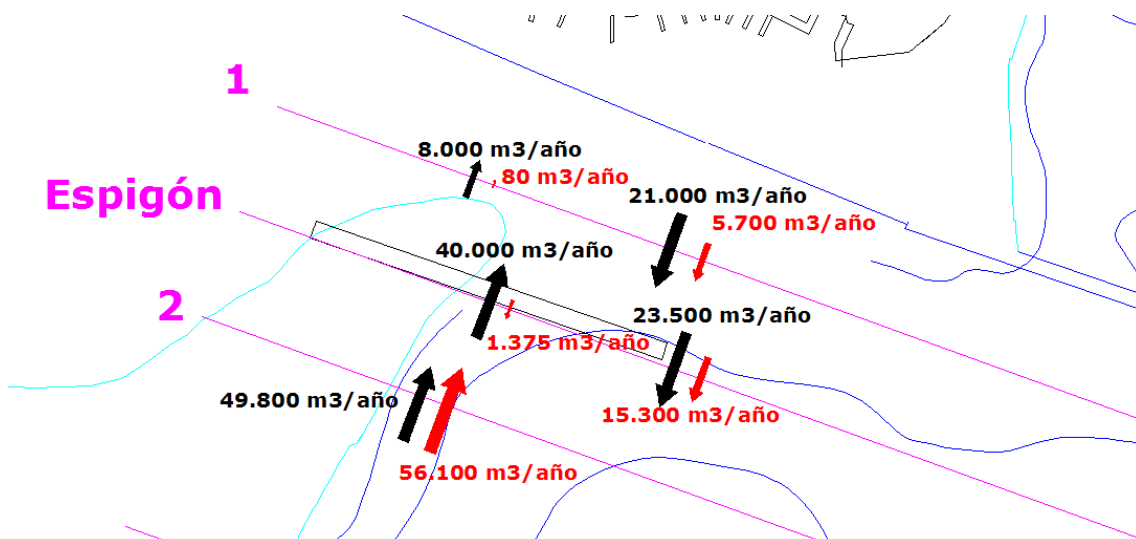 1
8.000 m3/año
80 m3/año
21.000 m3/año
Espigón
5.700 m3/año
40.000 m3/año
2
23.500 m3/año
1.375 m3/año
49.800 m3/año
15.300 m3/año
56.100 m3/año